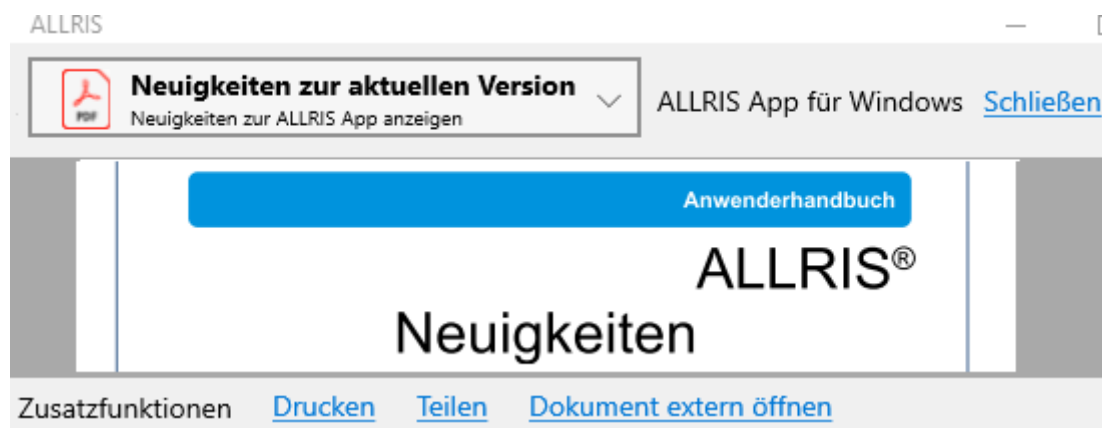 ALLRIS
Neuigkeiten zur aktuellen Version
Neuigkeiten zur ALLRIS App anzeigen
PDF
ALLRIS App für Windows Schließen
Anwenderhandbuch
ALLRIS®
Neuigkeiten
Zusatzfunktionen Drucken Teilen Dokument extern öffnen